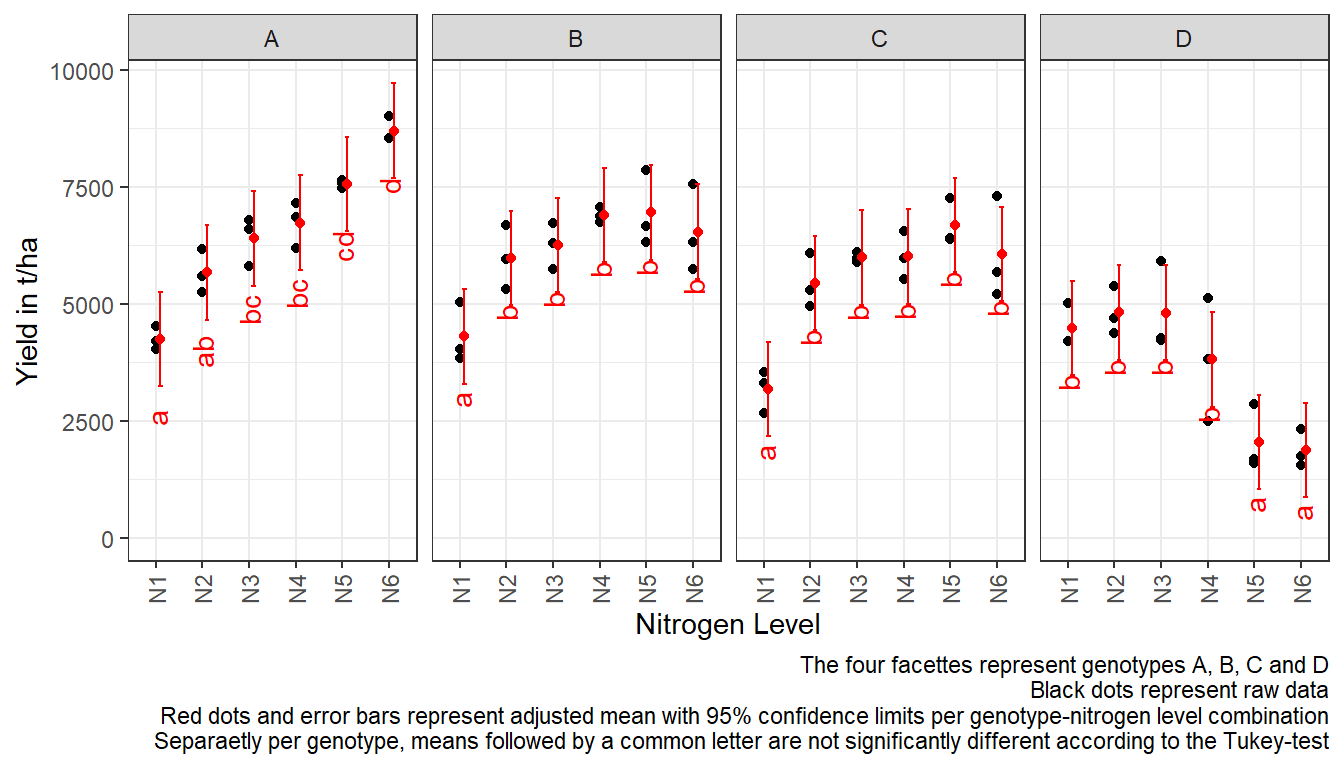 A B C D
10000
7500
5000
2500
0
Yield in t/ha
a ab bc bc cd d
a b b b b b
a b b b b b
b b b b a a
N1 N2 N3 N4 N5 N6 N1 N2 N3 N4 N5 N6 N1 N2 N3 N4 N5 N6 N1 N2 N3 N4 N5 N6
Nitrogen Level
The four facettes represent genotypes A, B, C and D
Black dots represent raw data
Red dots and error bars represent adjusted mean with 95% confidence limits per genotype-nitrogen level combination
Separaetly per genotype, means followed by a common letter are not significantly different according to the Tukey-test